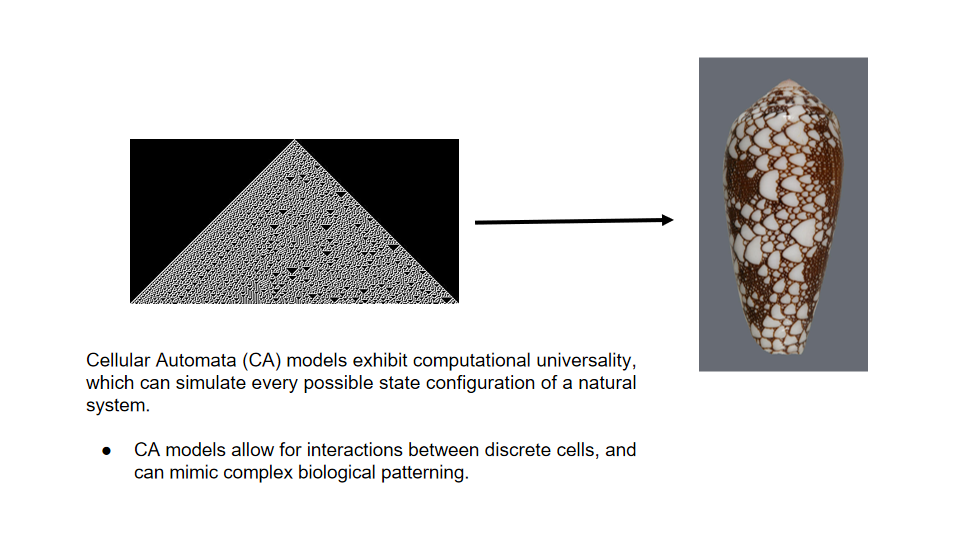 Cellular Automata (CA) models exhibit computational universality,
which can simulate every possible state configuration of a natural
system.
● CA models allow for interactions between discrete cells, and
can mimic complex biological patterning.